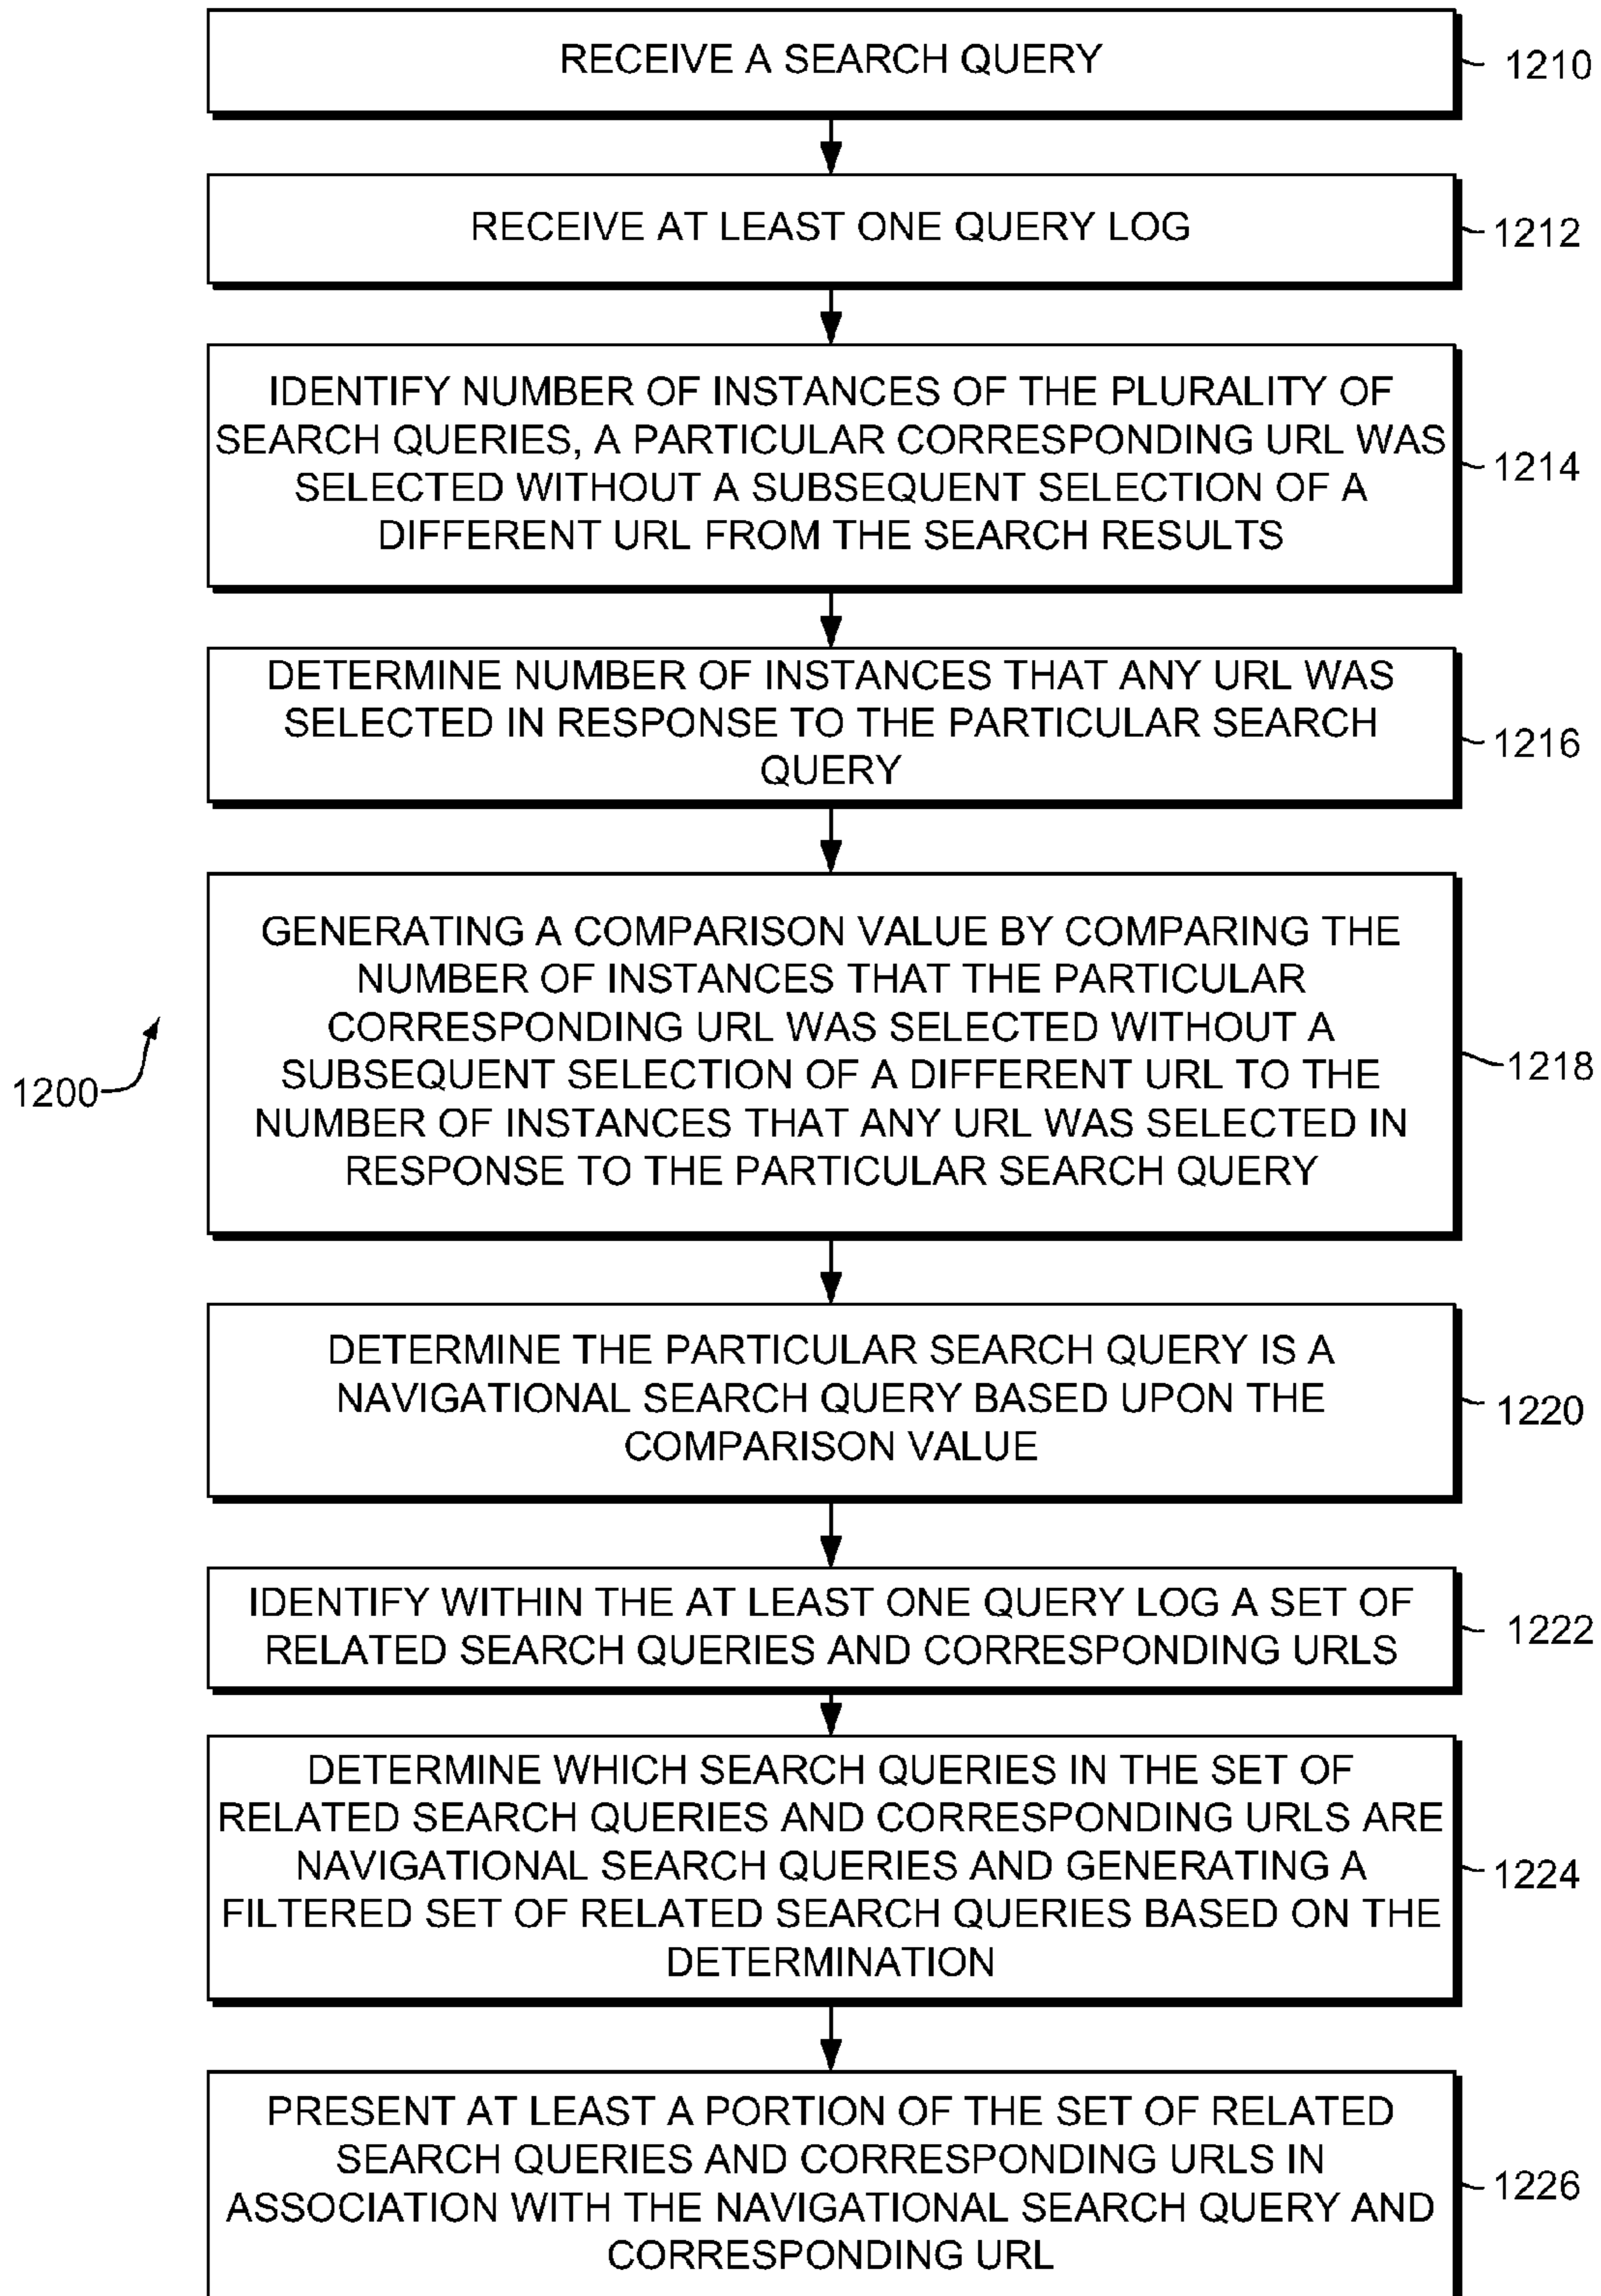 RECEIVE A SEARCH QUERY
1210
RECEIVE AT LEAST ONE QUERY LOG
1212
IDENTIFY NUMBER OF INSTANCES OF THE PLURALITY OF
SEARCH QUERIES, A PARTICULAR CORRESPONDING URL WAS
SELECTED WITHOUT A SUBSEQUENT SELECTION OF A
DIFFERENT URL FROM THE SEARCH RESULTS
1214
DETERMINE NUMBER OF INSTANCES THAT ANY URL WAS
SELECTED IN RESPONSE TO THE PARTICULAR SEARCH
QUERY
1216
GENERATING A COMPARISON VALUE BY COMPARING THE
NUMBER OF INSTANCES THAT THE PARTICULAR
CORRESPONDING URL WAS SELECTED WITHOUT A
SUBSEQUENT SELECTION OF A DIFFERENT URL TO THE
NUMBER OF INSTANCES THAT ANY URL WAS SELECTED IN
RESPONSE TO THE PARTICULAR SEARCH QUERY
1218
1200
DETERMINE THE PARTICULAR SEARCH QUERY IS A
NAVIGATIONAL SEARCH QUERY BASED UPON THE
COMPARISON VALUE
1220
IDENTIFY WITHIN THE AT LEAST ONE QUERY LOG A SET OF
RELATED SEARCH QUERIES AND CORRESPONDING URLS
1222
DETERMINE WHICH SEARCH QUERIES IN THE SET OF
RELATED SEARCH QUERIES AND CORRESPONDING URLS ARE
NAVIGATIONAL SEARCH QUERIES AND GENERATING A
FILTERED SET OF RELATED SEARCH QUERIES BASED ON THE
DETERMINATION
1224
PRESENT AT LEAST A PORTION OF THE SET OF RELATED
SEARCH QUERIES AND CORRESPONDING URLS IN
ASSOCIATION WITH THE NAVIGATIONAL SEARCH QUERY AND
CORRESPONDING URL
1226